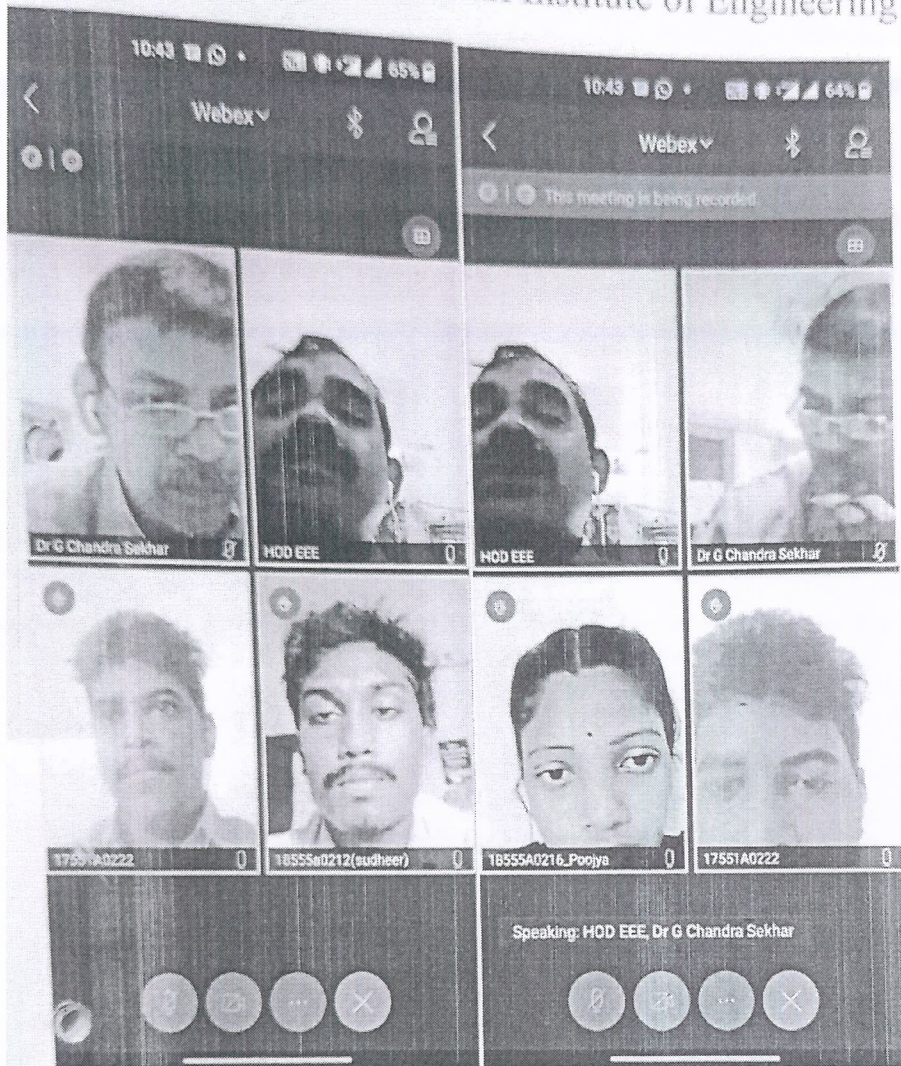 Institute of Engineering
10:43
65%
Webex
Dr G Chandra Sekhar
HOD EEE
17551A0222
18555a0212(sudheer)
10:43
64%
Webex
This meeting is being recorded
HOD EEE
Dr G Chandra Sekhar
18555A0216_Poojya
17551A0222
Speaking: HOD EEE, Dr G Chandra Sekhar